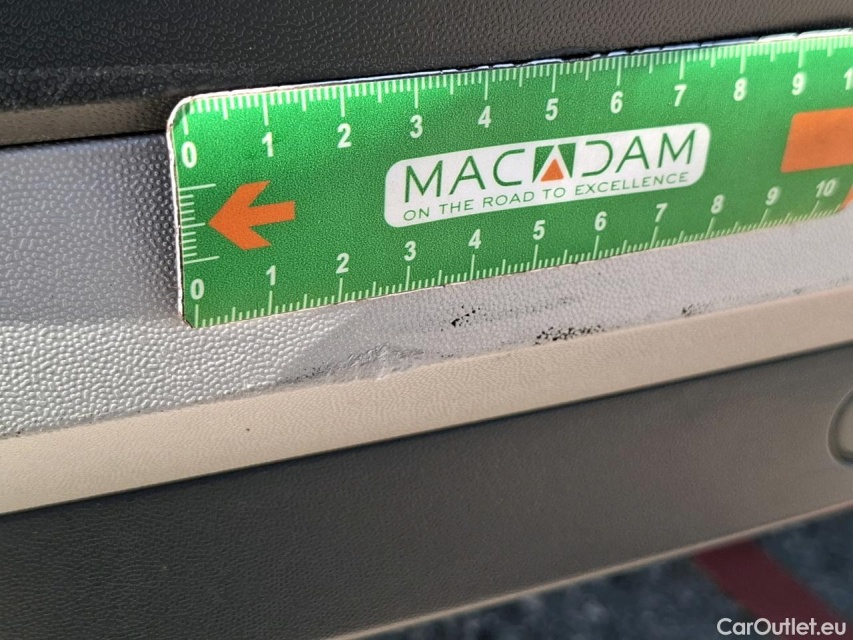 0 1 2 3 4 5 6 7 8 9 1
MACADAM
ON THE ROAD TO EXCELLENCE
0 1 2 3 4 5 6 7 8 9 10
CarOutlet.eu